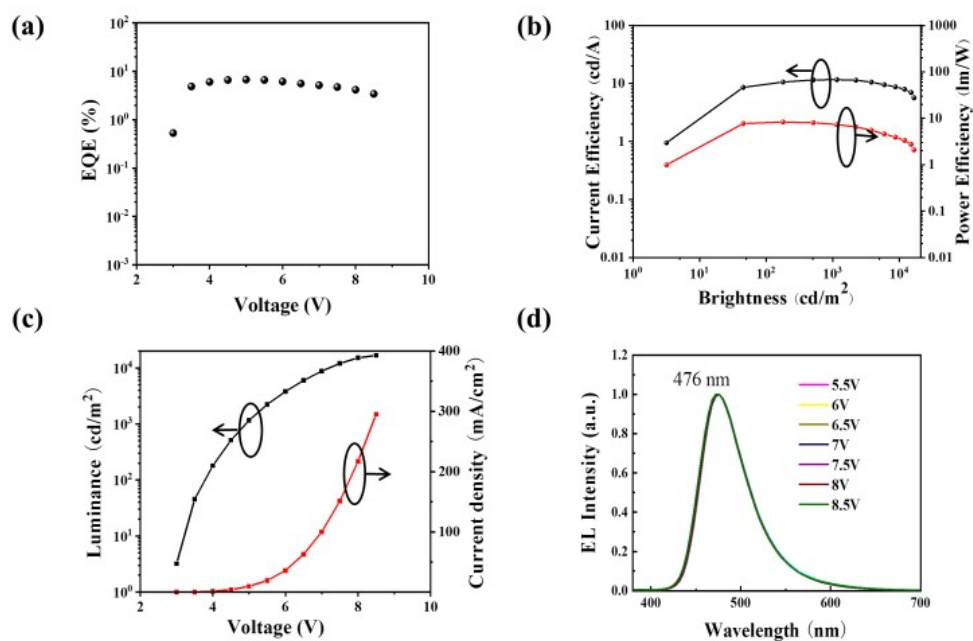 (a)
10²
10¹
10⁰
10⁻¹
10⁻²
10⁻³
EQE (%)
2 4 6 8 10
Voltage (V)
(b)
100
10
1
0.1
0.01
Current Efficiency (cd/A)
1000
100
10
1
0.1
0.01
Power Efficiency (lm/W)
10⁰ 10¹ 10² 10³ 10⁴
Brightness (cd/m²)
(c)
10⁴
10³
10²
10¹
10⁰
Luminance (cd/m²)
400
300
200
100
0
Current density (mA/cm²)
2 4 6 8 10
Voltage (V)
(d)
1.2
1.0
0.8
0.6
0.4
0.2
0.0
EL Intensity (a.u.)
476 nm
5.5V
6V
6.5V
7V
7.5V
8V
8.5V
400 500 600 700
Wavelength (nm)